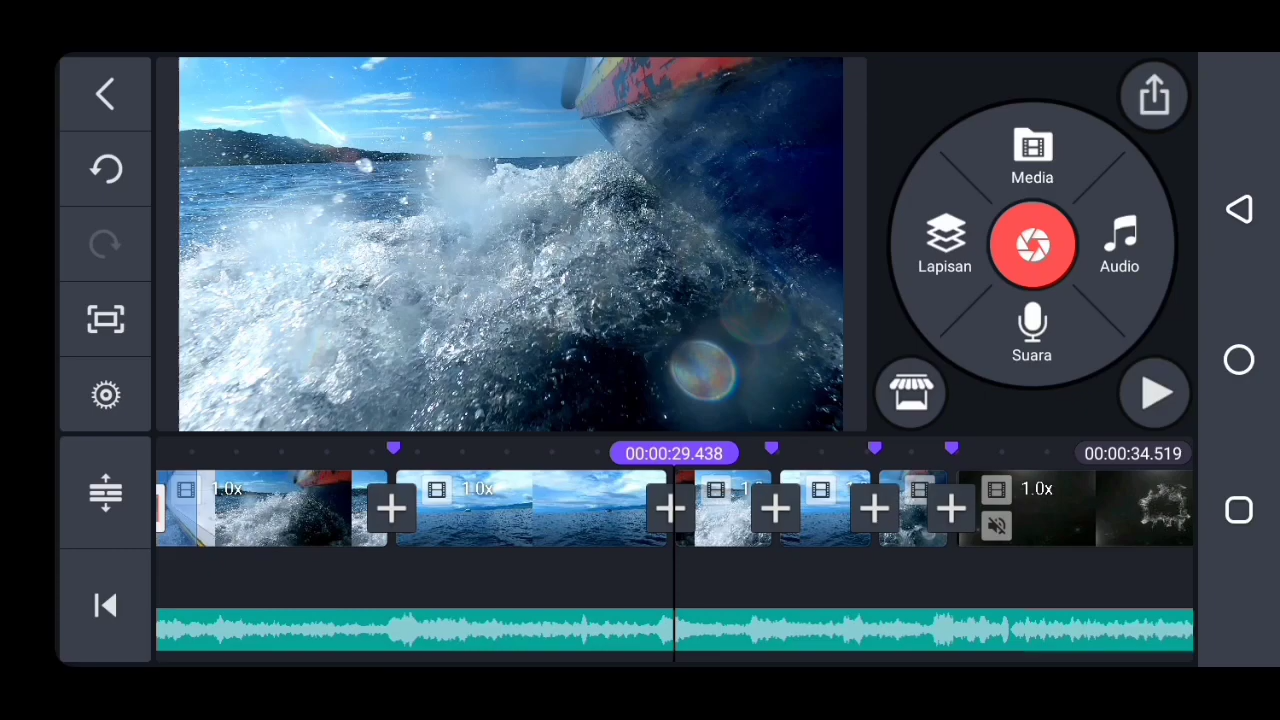 Media
Lapisan
Audio
Suara
00:00:29.438
00:00:34.519
1.0x
1.0x
1.0x